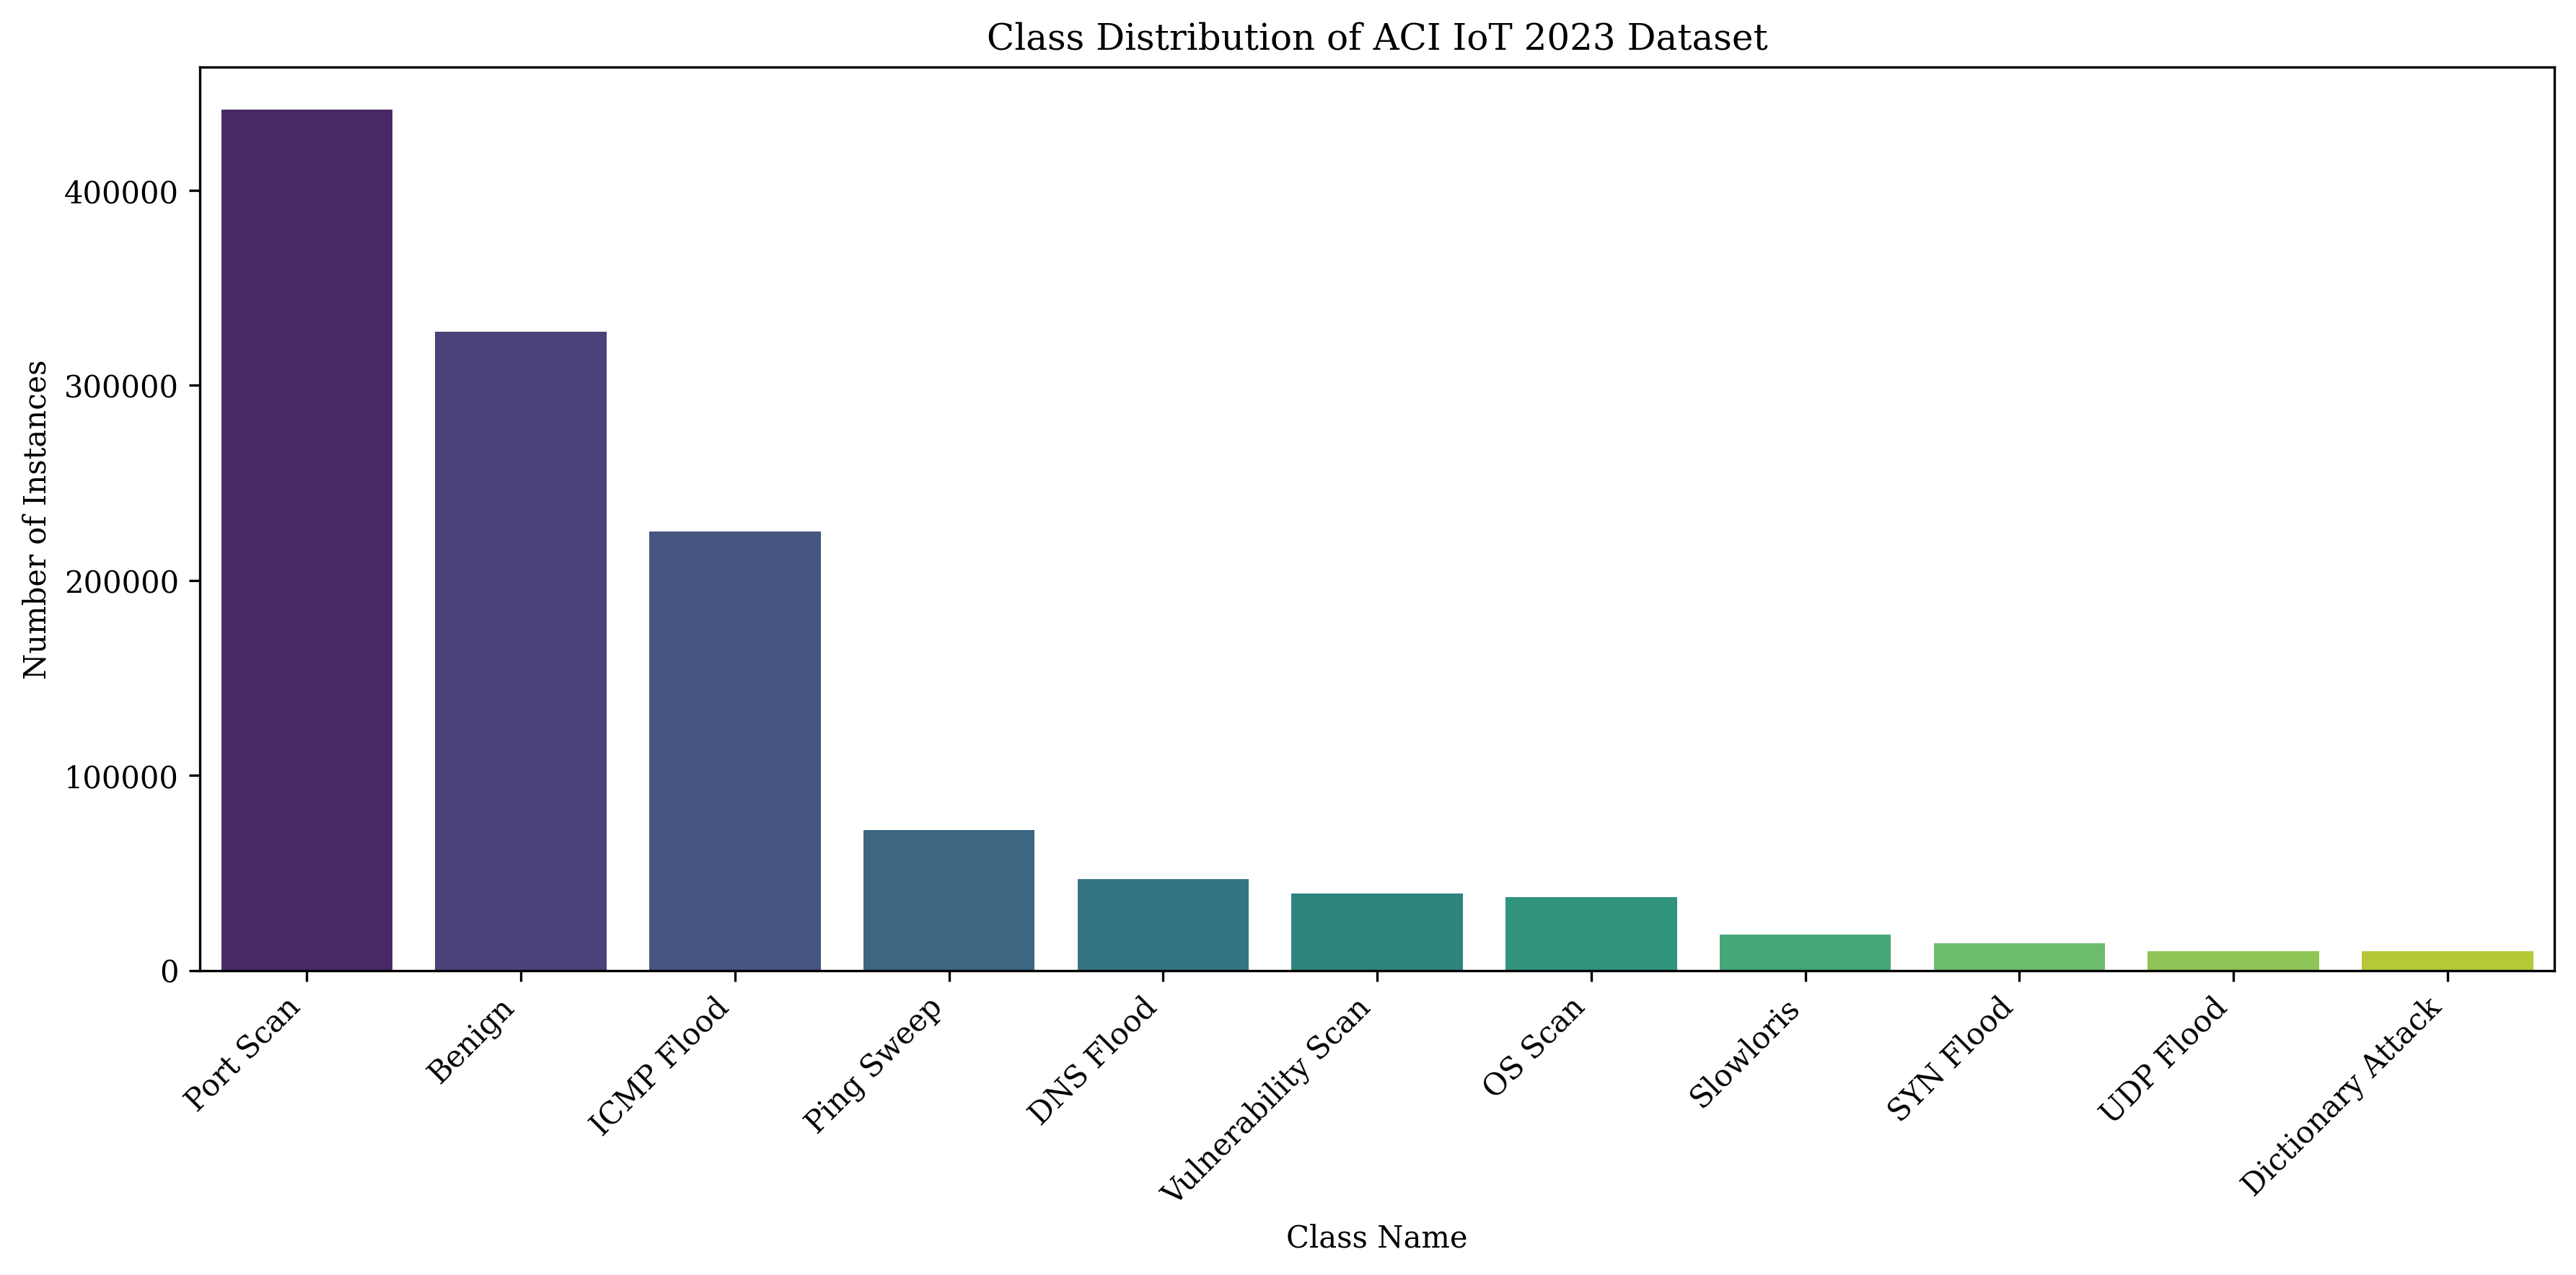 Class Distribution of ACI IoT 2023 Dataset
Number of Instances
400000
300000
200000
100000
0
Port Scan
Benign
ICMP Flood
Ping Sweep
DNS Flood
Vulnerability Scan
OS Scan
Slowloris
SYN Flood
UDP Flood
Dictionary Attack
Class Name